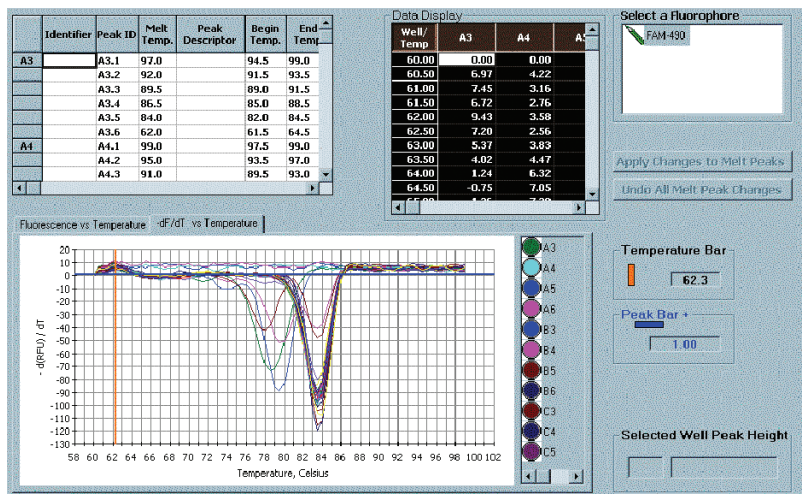 Identifier Peak ID Melt Temp. Peak Descriptor Begin Temp. End Temp
A3 A3.1 97.0 94.5 99.0
A3.2 92.0 91.5 93.5
A3.3 89.5 89.0 91.5
A3.4 86.5 85.0 88.5
A3.5 84.0 82.0 84.5
A3.6 62.0 61.5 64.5
A4 A4.1 99.0 97.5 99.0
A4.2 95.0 93.5 97.0
A4.3 91.0 89.5 93.0
Data Display
Well/ Temp A3 A4
60.00 0.00 0.00
60.50 6.97 4.22
61.00 7.45 3.16
61.50 6.72 2.76
62.00 9.43 3.58
62.50 7.20 2.56
63.00 5.37 3.83
63.50 4.02 4.47
64.00 1.24 6.32
64.50 -0.75 7.05
Select a Fluorophore
FAM-490
Apply Changes to Melt Peaks
Undo All Melt Peak Changes
Fluorescence vs Temperature
-dF/dT vs Temperature
- d(RFU) / dT
20
10
0
-10
-20
-30
-40
-50
-60
-70
-80
-90
-100
-110
-120
-130
58 60 62 64 66 68 70 72 74 76 78 80 82 84 86 88 90 92 94 96 98 100 102
Temperature, Celsius
A3
A4
A5
A6
B3
B4
B5
B6
C3
C4
C5
Temperature Bar
62.3
Peak Bar +
1.00
Selected Well Peak Height